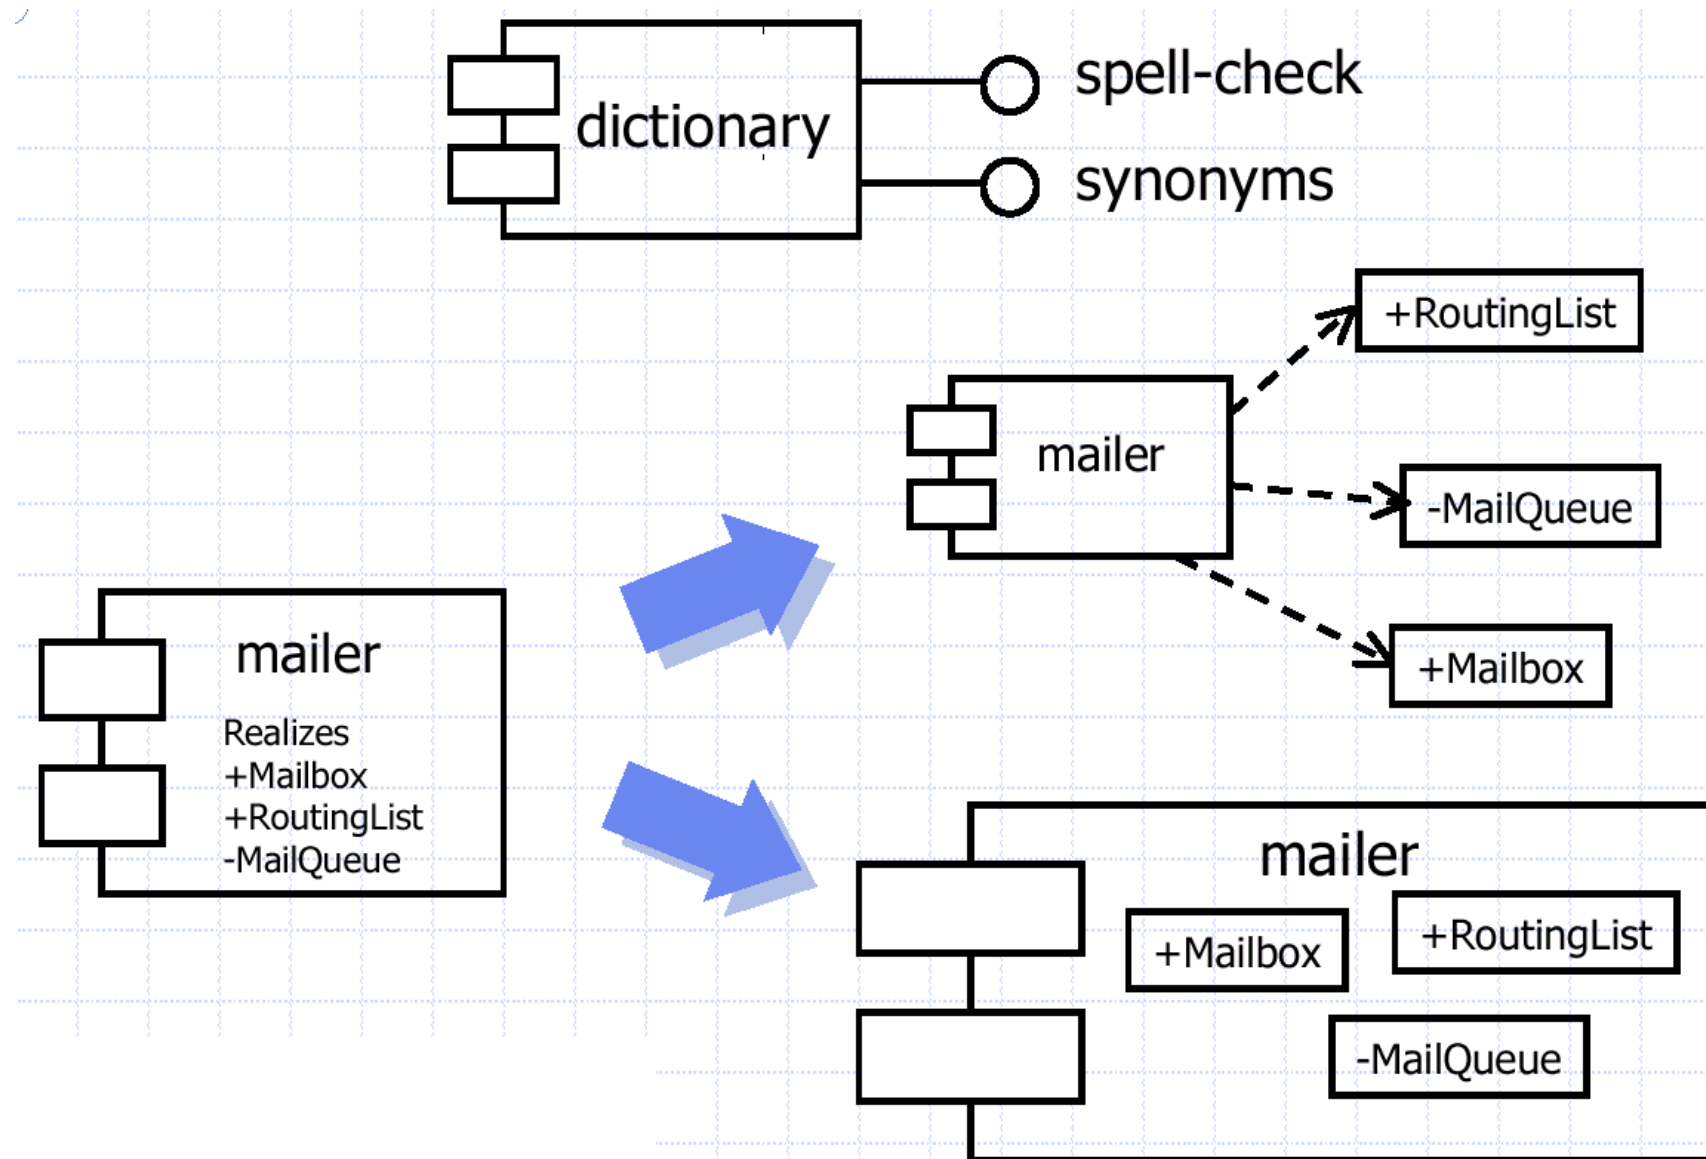 dictionary
spell-check
synonyms
+RoutingList
mailer
-MailQueue
+Mailbox
mailer
Realizes
+Mailbox
+RoutingList
-MailQueue
mailer
+Mailbox
+RoutingList
-MailQueue